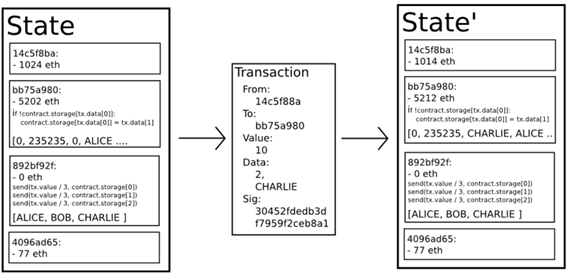 State
14c5f8ba:
- 1024 eth
bb75a980:
- 5202 eth
if !contract.storage[tx.data[0]]:
contract.storage[tx.data[0]] = tx.data[1]
[0, 235235, 0, ALICE ....
892bf92f:
- 0 eth
send(tx.value / 3, contract.storage[0])
send(tx.value / 3, contract.storage[1])
send(tx.value / 3, contract.storage[2])
[ALICE, BOB, CHARLIE ]
4096ad65:
- 77 eth
Transaction
From:
14c5f88a
To:
bb75a980
Value:
10
Data:
2,
CHARLIE
Sig:
30452fdedb3d
f7959f2ceb8a1
State'
14c5f8ba:
- 1014 eth
bb75a980:
- 5212 eth
if !contract.storage[tx.data[0]]:
contract.storage[tx.data[0]] = tx.data[1]
[0, 235235, CHARLIE, ALICE ..
892bf92f:
- 0 eth
send(tx.value / 3, contract.storage[0])
send(tx.value / 3, contract.storage[1])
send(tx.value / 3, contract.storage[2])
[ALICE, BOB, CHARLIE ]
4096ad65:
- 77 eth